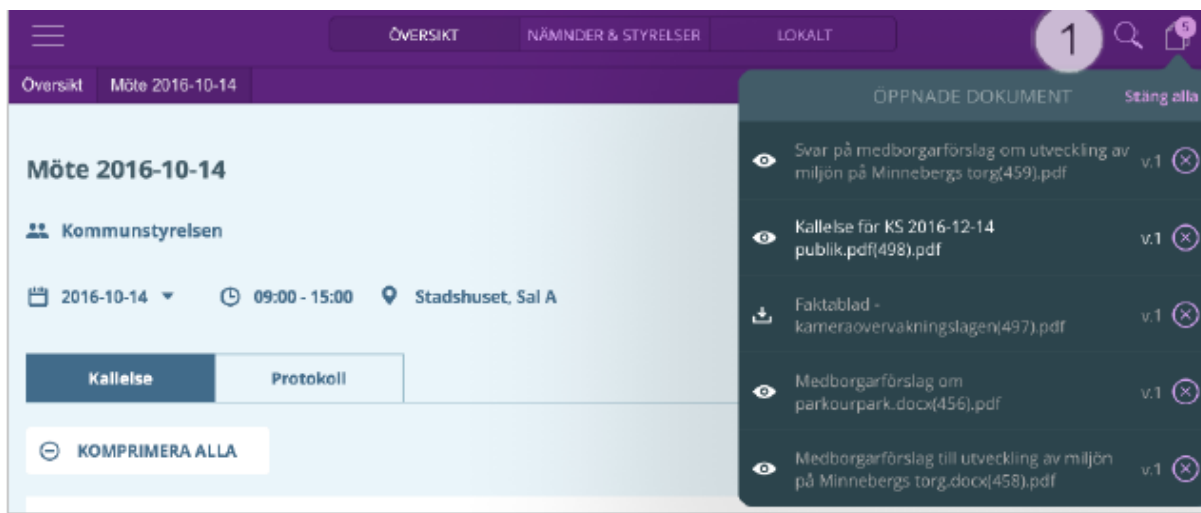 ÖVERSIKT
NÄMNDER & STYRELSER
LOKALT
1
5
Översikt
Möte 2016-10-14
ÖPPNADE DOKUMENT
Stäng alla
Möte 2016-10-14
Kommunstyrelsen
2016-10-14
09:00 - 15:00
Stadshuset, Sal A
Kallelse
Protokoll
KOMPRIMERA ALLA
Svar på medborgarförslag om utveckling av
miljön på Minnebergs torg(459).pdf
v.1
Kallelse för KS 2016-12-14
publik.pdf(498).pdf
v.1
Faktablad -
kameraovervakningslagen(497).pdf
v.1
Medborgarförslag om
parkourpark.docx(456).pdf
v.1
Medborgarförslag till utveckling av miljön
på Minnebergs torg.docx(458).pdf
v.1